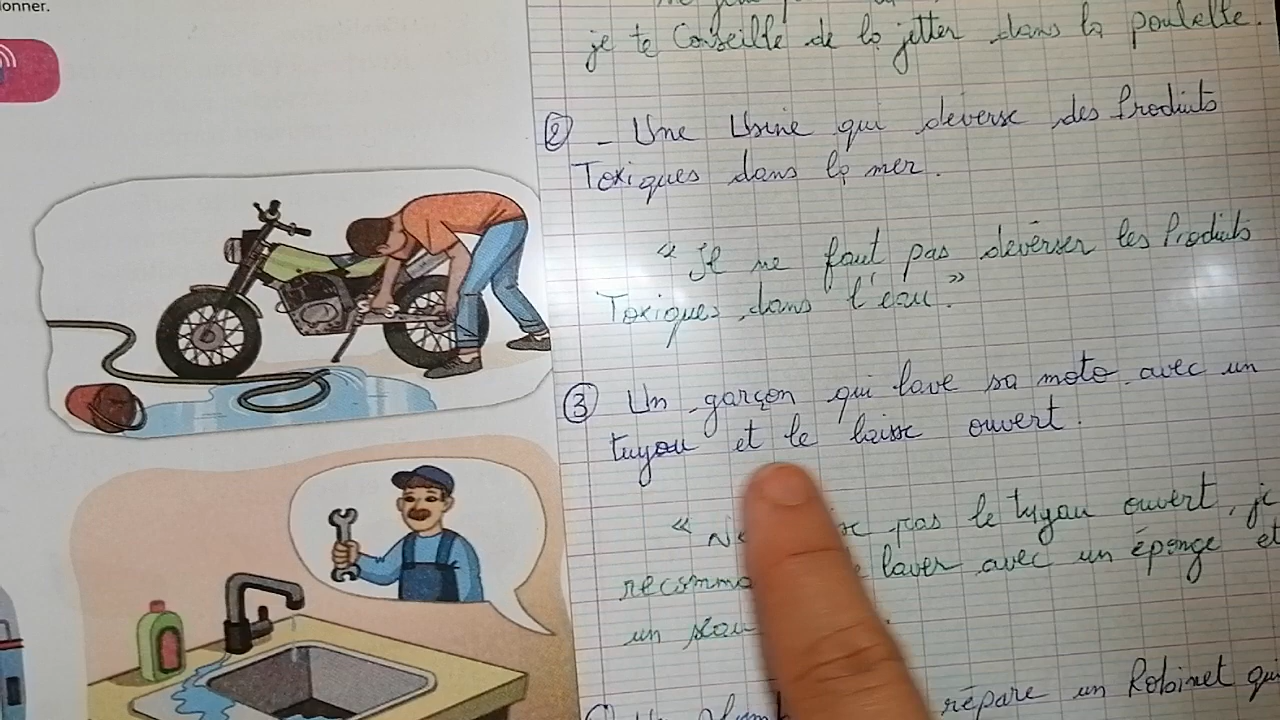 onner.
je te Conseille de la jetter dans la poubelle.
② - Une Usine qui déverse des Produits
Toxiques dans la mer.
“ Il ne faut pas devérser les Produits
Toxiques dans l'eau.”
③ Un garçon qui lave sa moto avec un
tuyau et le laisse ouvert.
“ pas le tuyau ouvert, je
laver avec un éponge et
un
répare un Robinet qui